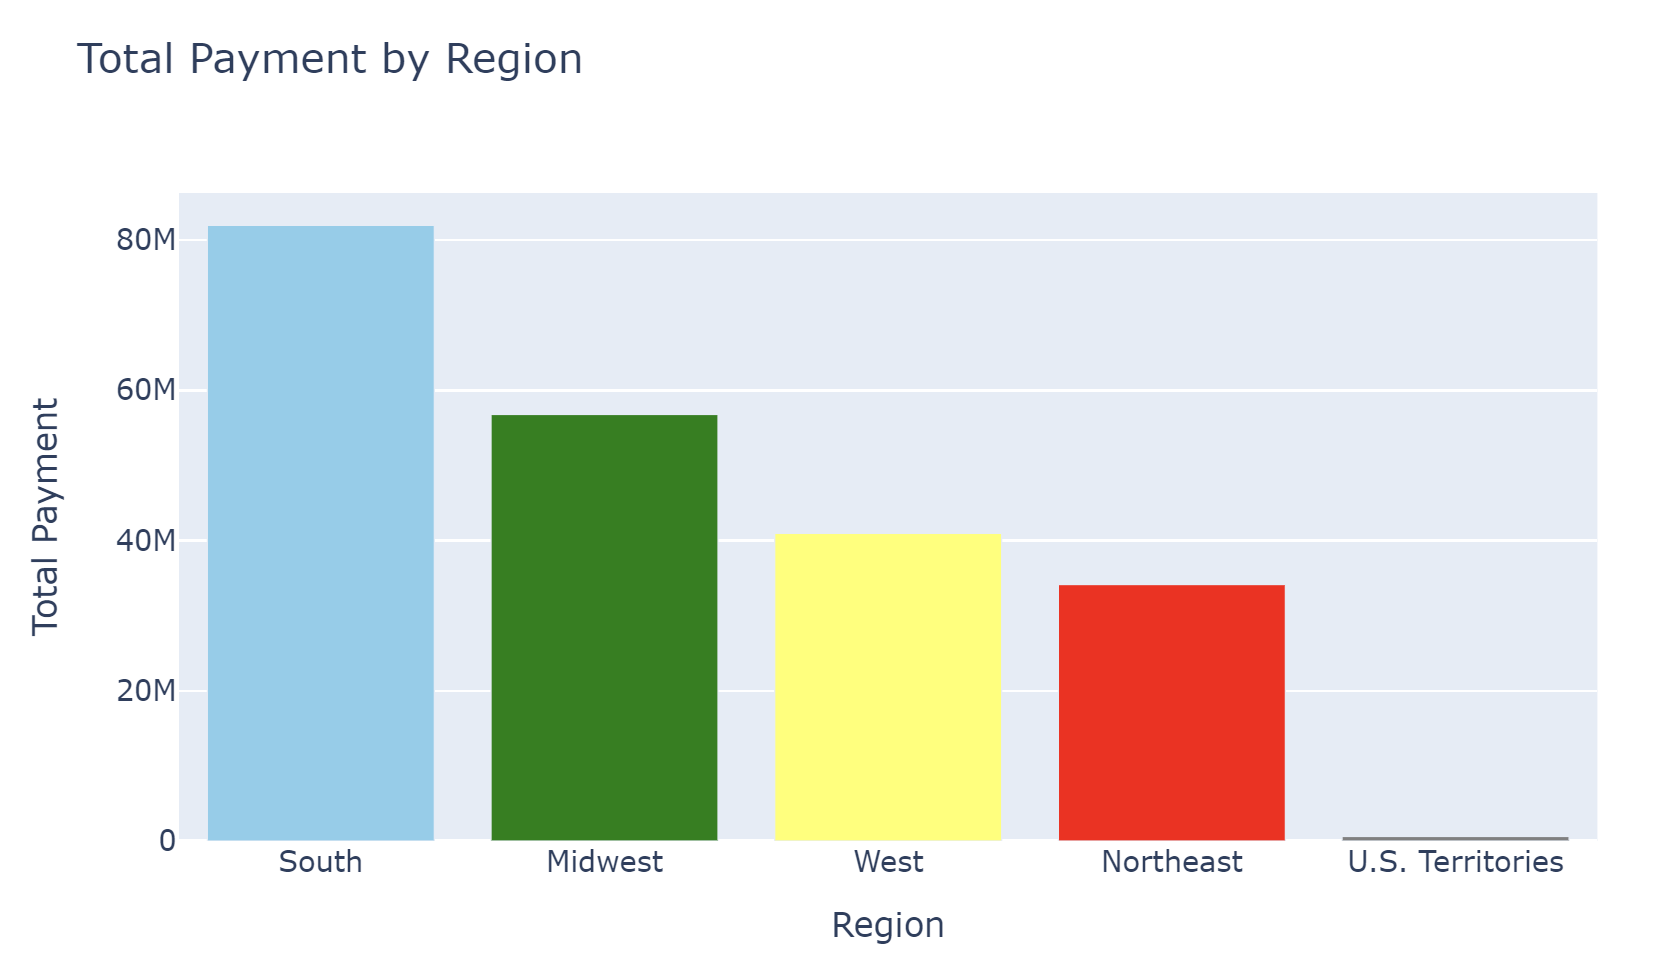 Total Payment by Region
80M
60M
40M
20M
0
Total Payment
South
Midwest
West
Northeast
U.S. Territories
Region